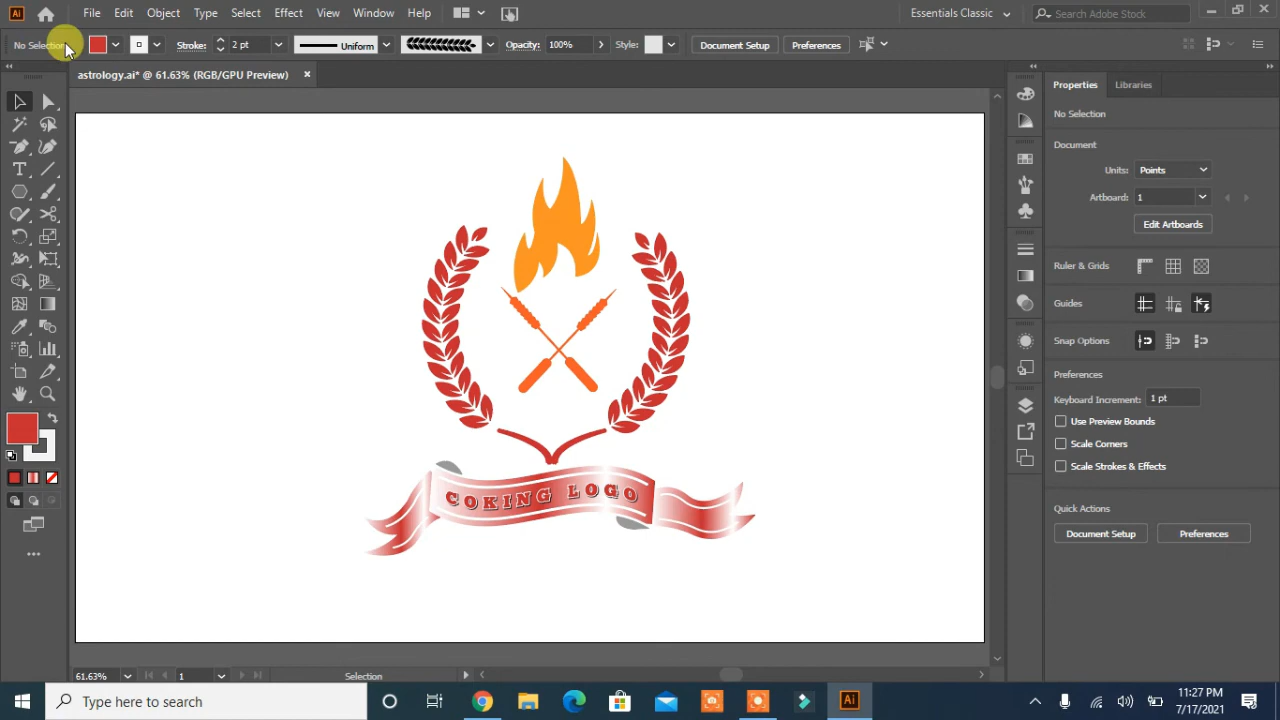 Ai File Edit Object Type Select Effect View Window Help Essentials Classic Search Adobe Stock
No Selection Stroke: 2 pt Uniform Opacity: 100% Style: Document Setup Preferences
astrology.ai* @ 61.63% (RGB/GPU Preview) ×
Properties Libraries
No Selection
Document
Units: Points
Artboard: 1
Edit Artboards
Ruler & Grids
Guides
Snap Options
Preferences
Keyboard Increment: 1 pt
Use Preview Bounds
Scale Corners
Scale Strokes & Effects
Quick Actions
Document Setup Preferences
COKING LOGO
61.63% 1 Selection
Type here to search
Ai
11:27 PM
7/17/2021